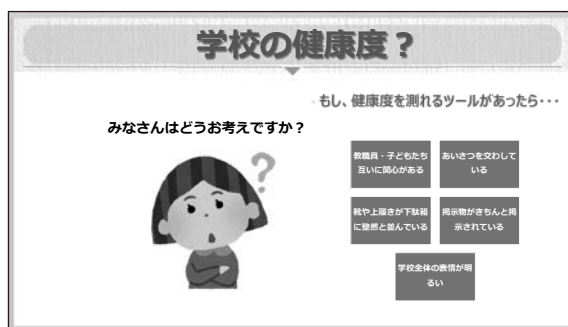 学校の健康度？
もし、健康度を測れるツールがあったら・・・
みなさんはどうお考えですか？
?
教職員・子どもたち
互いに関心がある
あいさつを交わして
いる
靴や上履きが下駄箱
に整然と並んでいる
掲示物がきちんと掲
示されている
学校全体の表情が明
るい